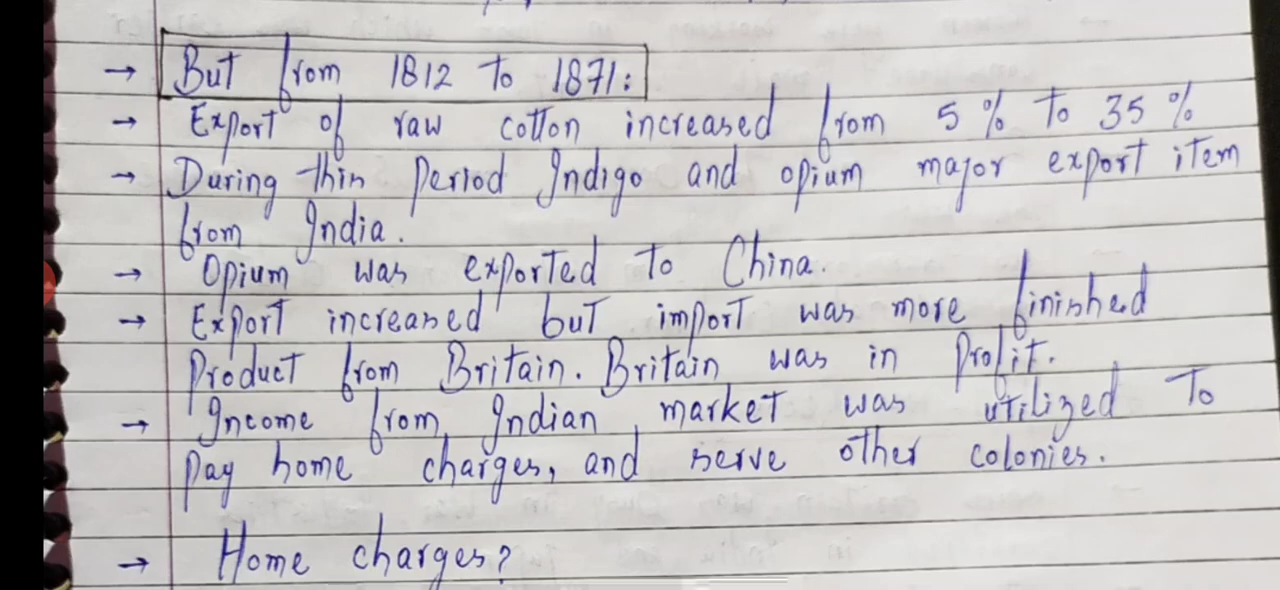 → But from 1812 To 1871:
→ Export of raw cotton increased from 5 % To 35 %
→ During this Period Indigo and opium major export item
from India.
→ Opium was exported To China.
→ Export increased but import was more finished
Product from Britain. Britain was in Profit.
→ Income from Indian market was utilized To
Pay home charges, and serve other colonies.
→ Home charges?